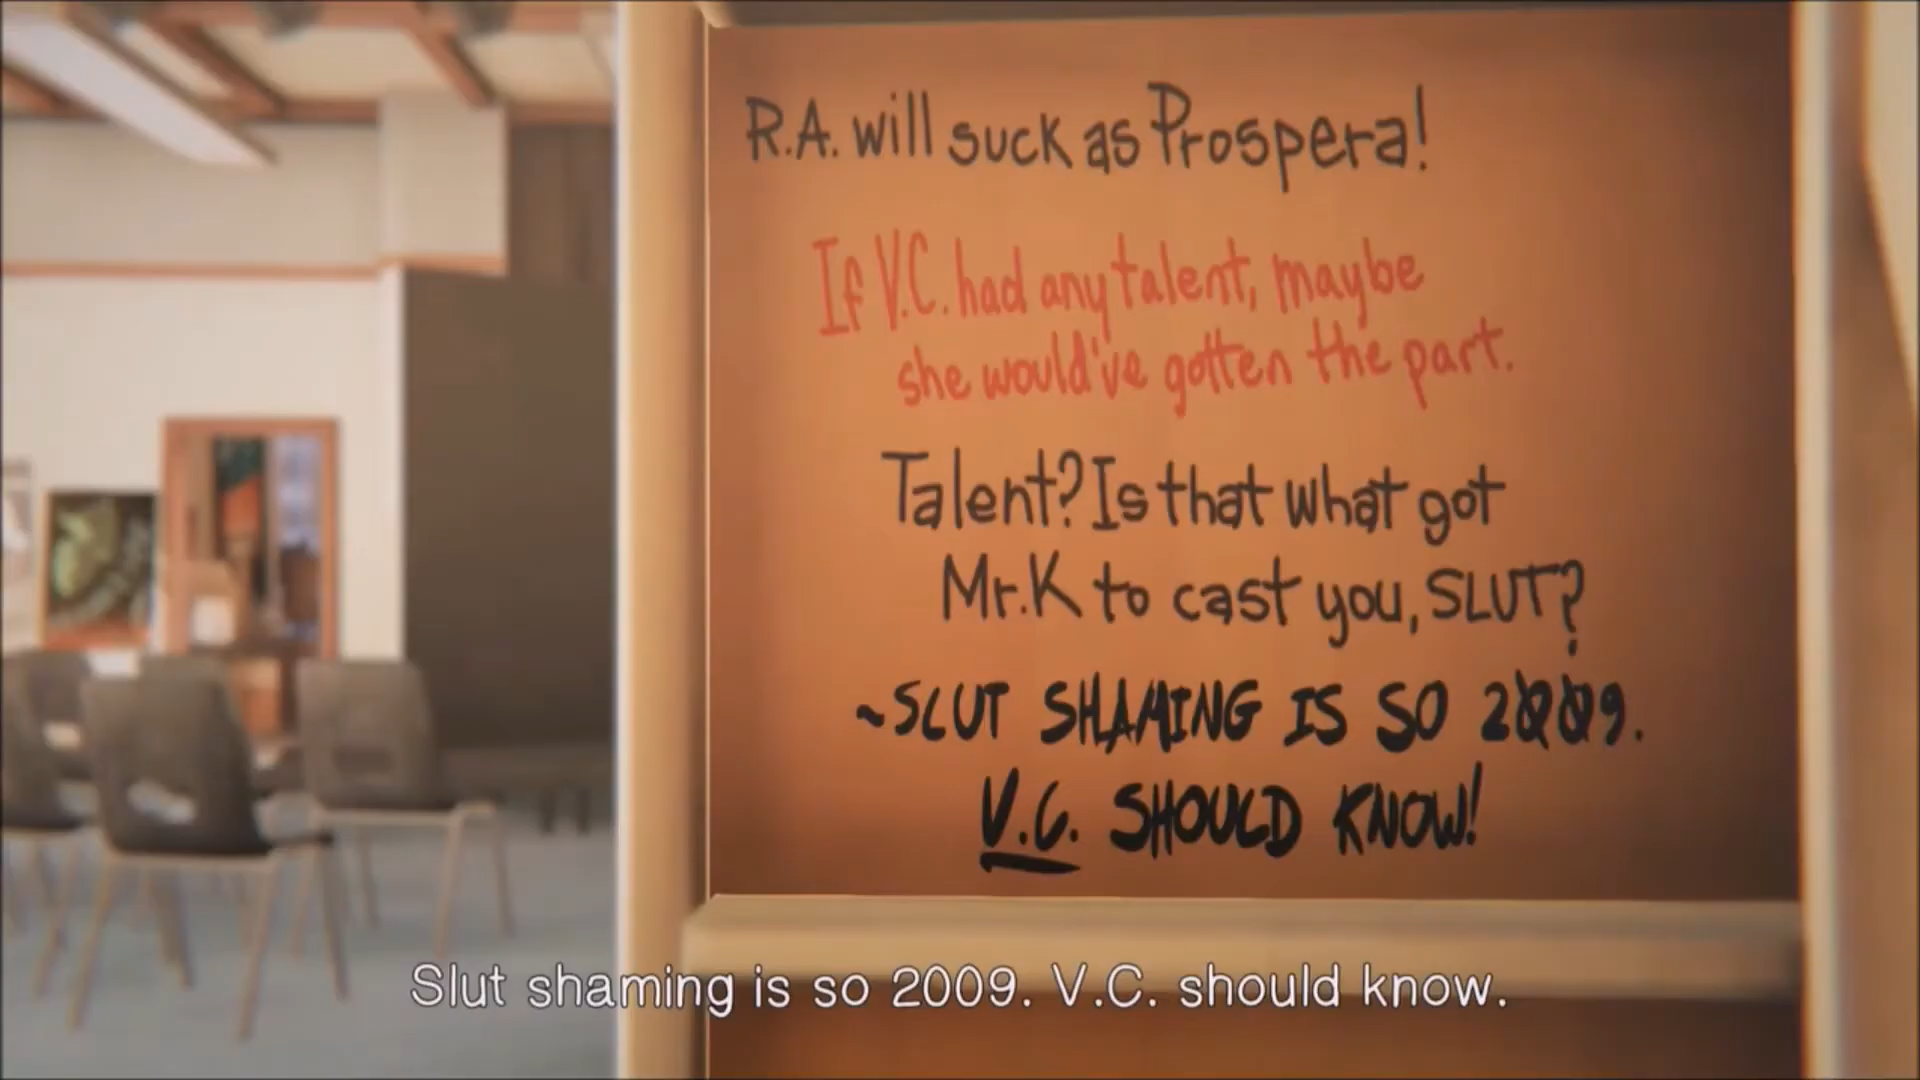 R.A. will suck as Prospera!
If V.C. had any talent, maybe
she would've gotten the part.
Talent? Is that what got
Mr.K to cast you, SLUT?
~SLUT SHAMING IS SO 2009.
V.C. SHOULD KNOW!
Slut shaming is so 2009. V.C. should know.